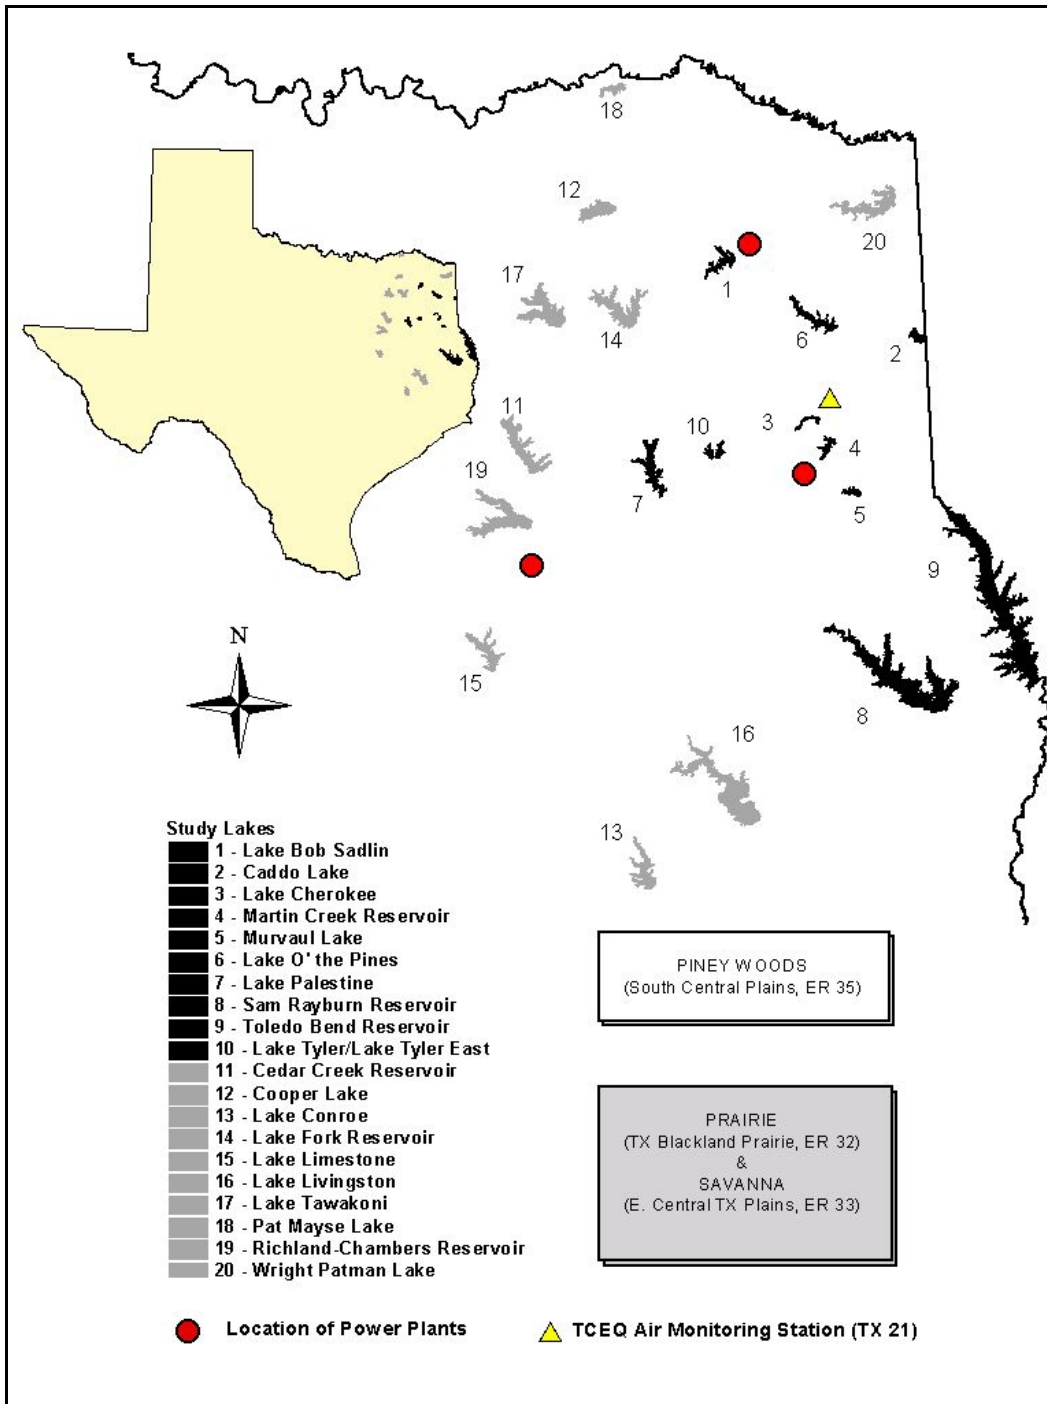 18
12
20
17
1
14
6
2
11
3
10
4
19
7
5
9
N
15
8
16
13
Study Lakes
1 - Lake Bob Sadlin
2 - Caddo Lake
3 - Lake Cherokee
4 - Martin Creek Reservoir
5 - Murvaul Lake
6 - Lake O' the Pines
7 - Lake Palestine
8 - Sam Rayburn Reservoir
9 - Toledo Bend Reservoir
10 - Lake Tyler/Lake Tyler East
11 - Cedar Creek Reservoir
12 - Cooper Lake
13 - Lake Conroe
14 - Lake Fork Reservoir
15 - Lake Limestone
16 - Lake Livingston
17 - Lake Tawakoni
18 - Pat Mayse Lake
19 - Richland-Chambers Reservoir
20 - Wright Patman Lake
PINEY WOODS
(South Central Plains, ER 35)
PRAIRIE
(TX Blackland Prairie, ER 32)
&
SAVANNA
(E. Central TX Plains, ER 33)
Location of Power Plants
TCEQ Air Monitoring Station (TX 21)